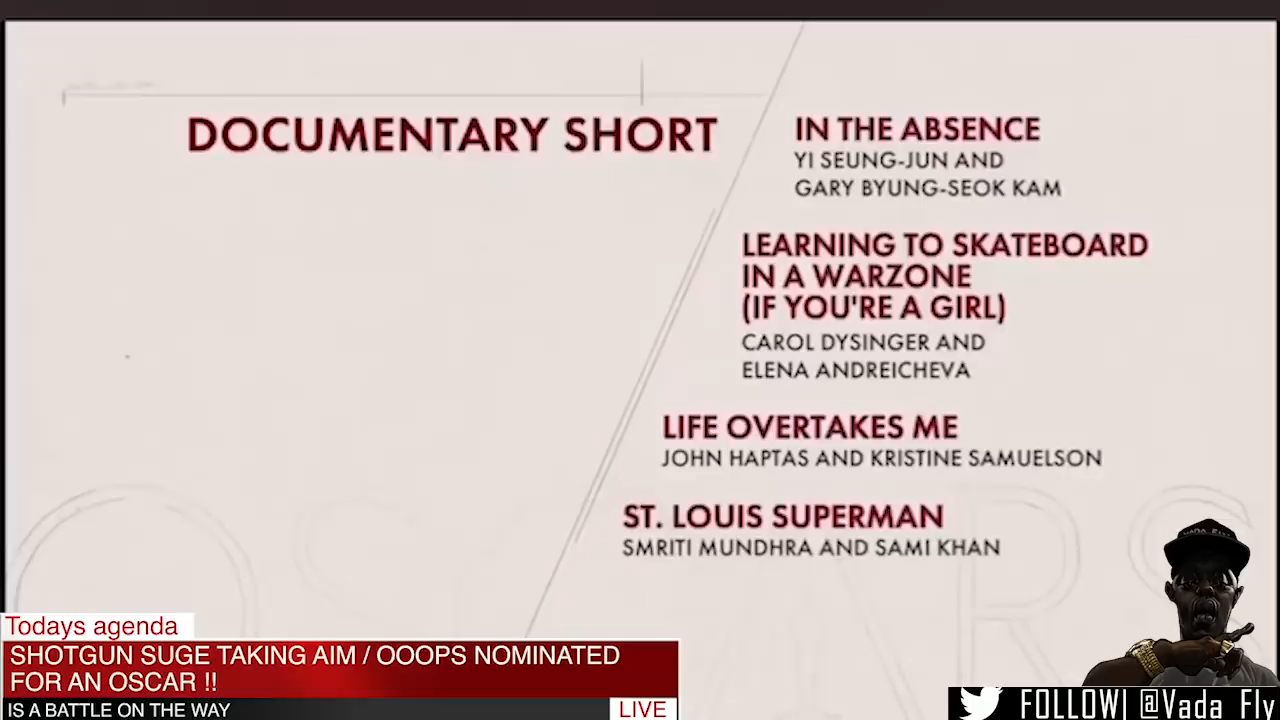 DOCUMENTARY SHORT
IN THE ABSENCE
YI SEUNG-JUN AND
GARY BYUNG-SEOK KAM
LEARNING TO SKATEBOARD
IN A WARZONE
(IF YOU'RE A GIRL)
CAROL DYSINGER AND
ELENA ANDREICHEVA
LIFE OVERTAKES ME
JOHN HAPTAS AND KRISTINE SAMUELSON
ST. LOUIS SUPERMAN
SMRITI MUNDHRA AND SAMI KHAN
OSCARS
Todays agenda
SHOTGUN SUGE TAKING AIM / OOOPS NOMINATED
FOR AN OSCAR !!
IS A BATTLE ON THE WAY
LIVE
FOLLOW| @Vada_Fly